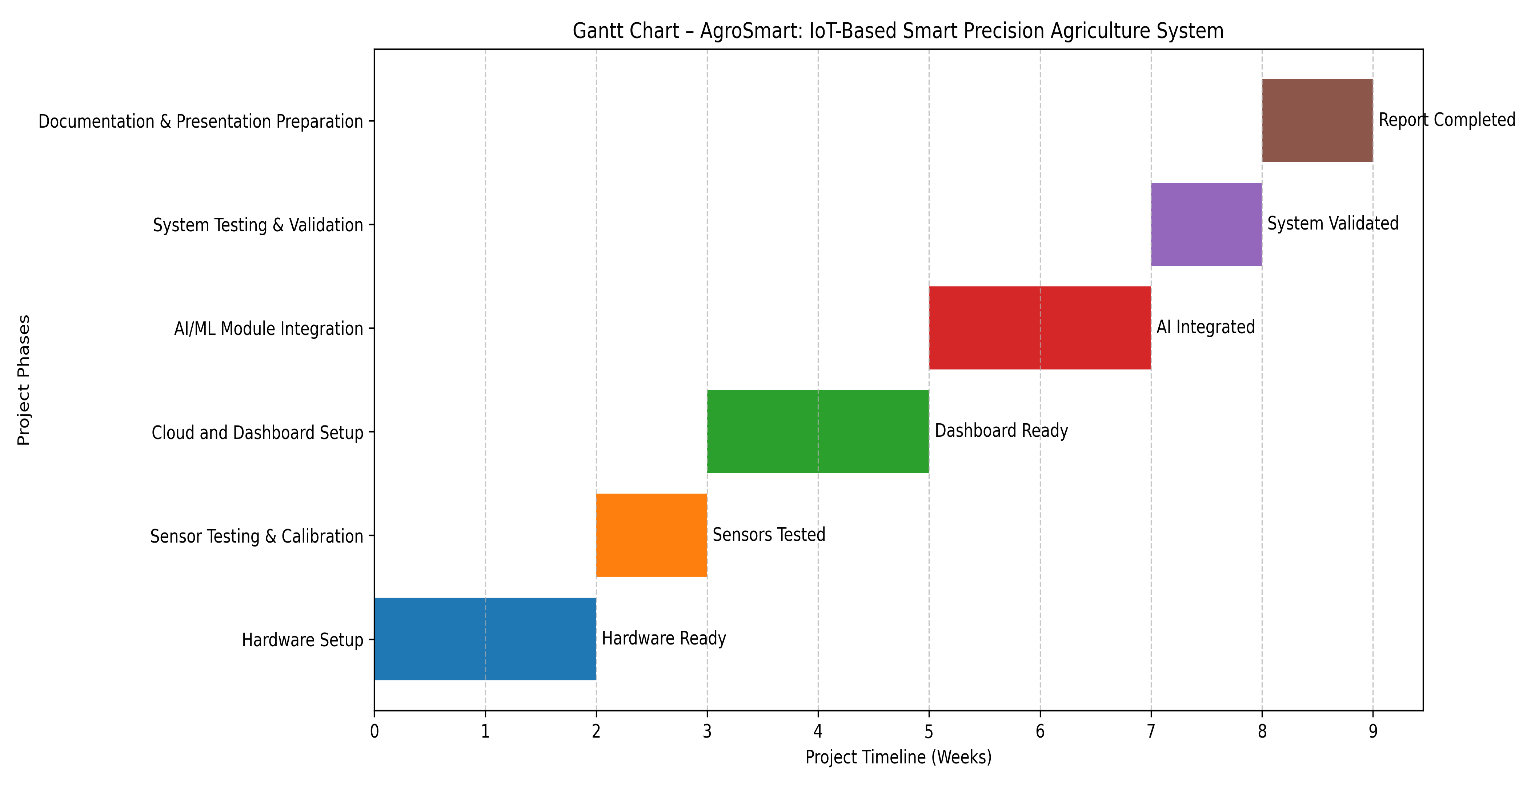 Gantt Chart – AgroSmart: IoT-Based Smart Precision Agriculture System
Documentation & Presentation Preparation
Report Completed
System Testing & Validation
System Validated
AI/ML Module Integration
AI Integrated
Project Phases
Cloud and Dashboard Setup
Dashboard Ready
Sensor Testing & Calibration
Sensors Tested
Hardware Setup
Hardware Ready
0 1 2 3 4 5 6 7 8 9
Project Timeline (Weeks)